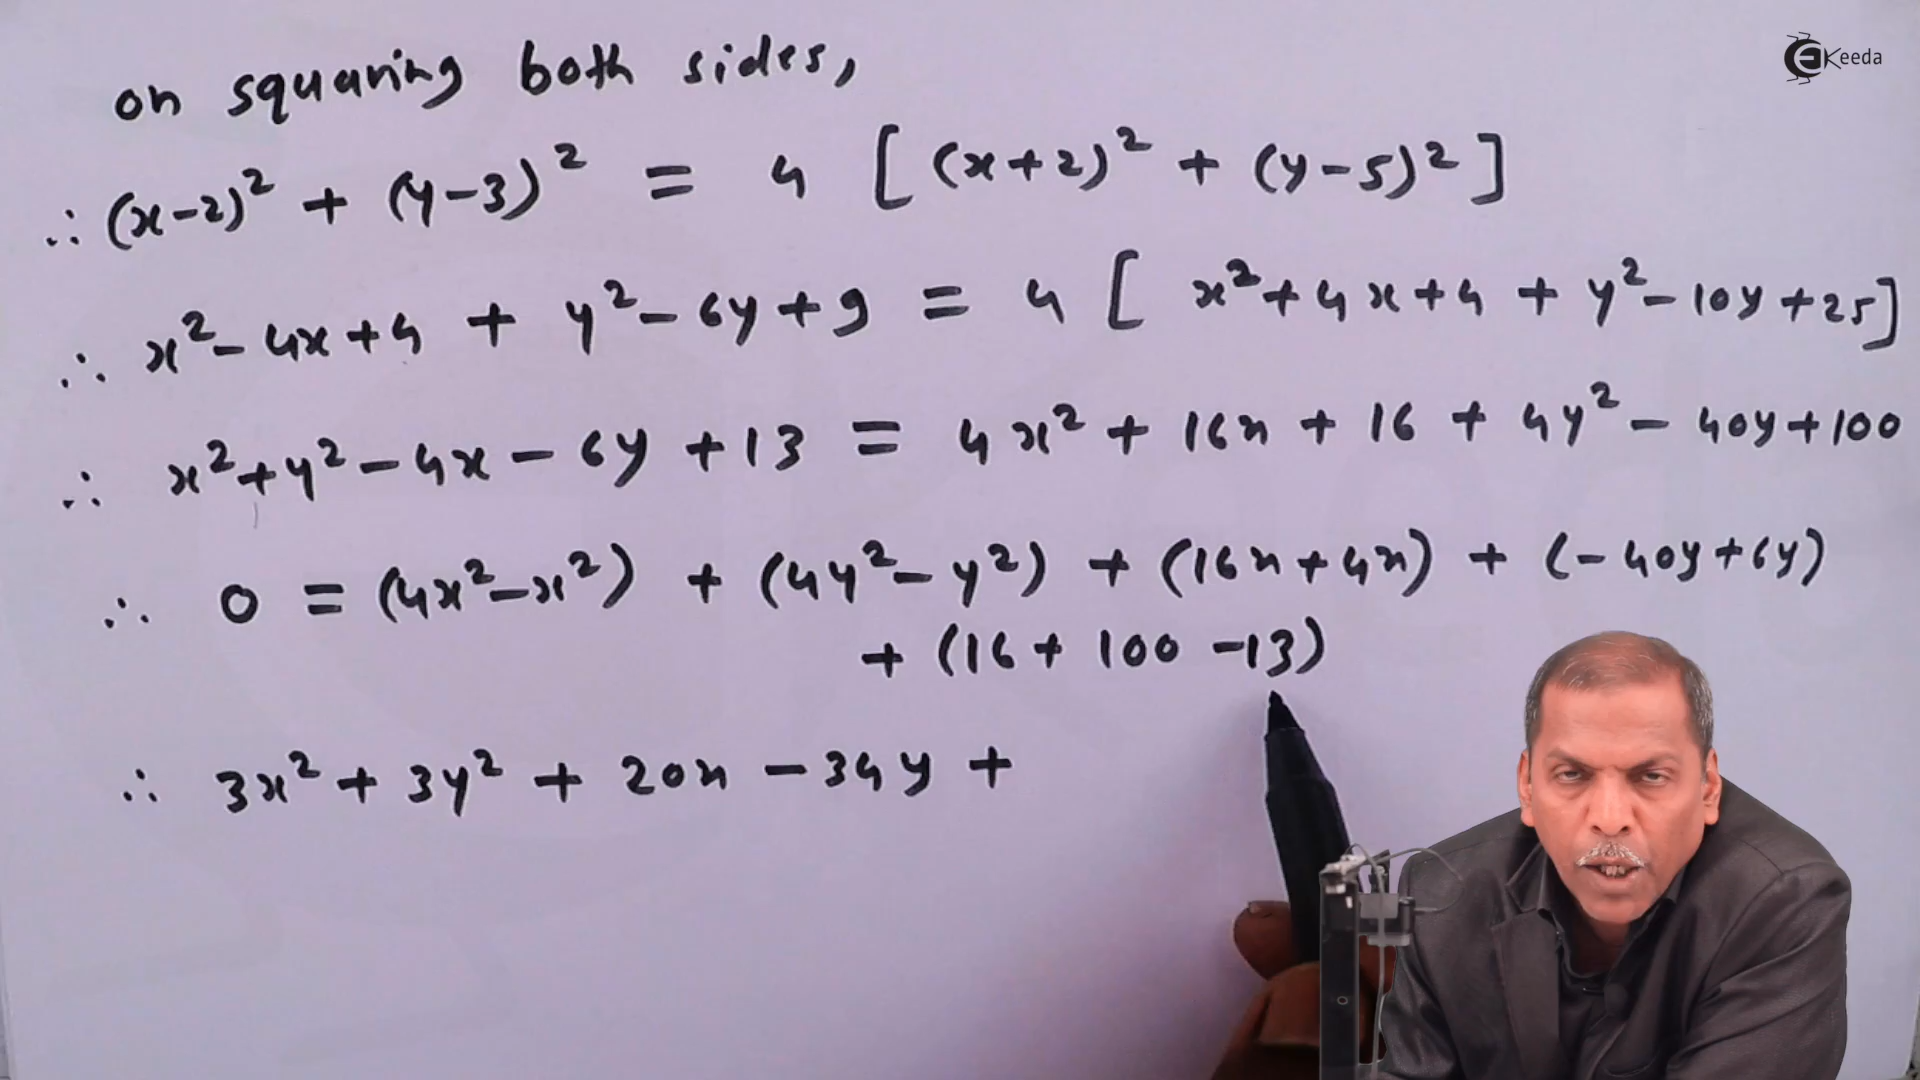 on squaring both sides,
∴ (x-2)² + (y-3)² = 4 [ (x+2)² + (y-5)² ]
∴ x² - 4x + 4 + y² - 6y + 9 = 4 [ x² + 4x + 4 + y² - 10y + 25 ]
∴ x² + y² - 4x - 6y + 13 = 4x² + 16x + 16 + 4y² - 40y + 100
∴ 0 = (4x² - x²) + (4y² - y²) + (16x + 4x) + (-40y + 6y)
+ (16 + 100 - 13)
∴ 3x² + 3y² + 20x - 34y +
eKeeda